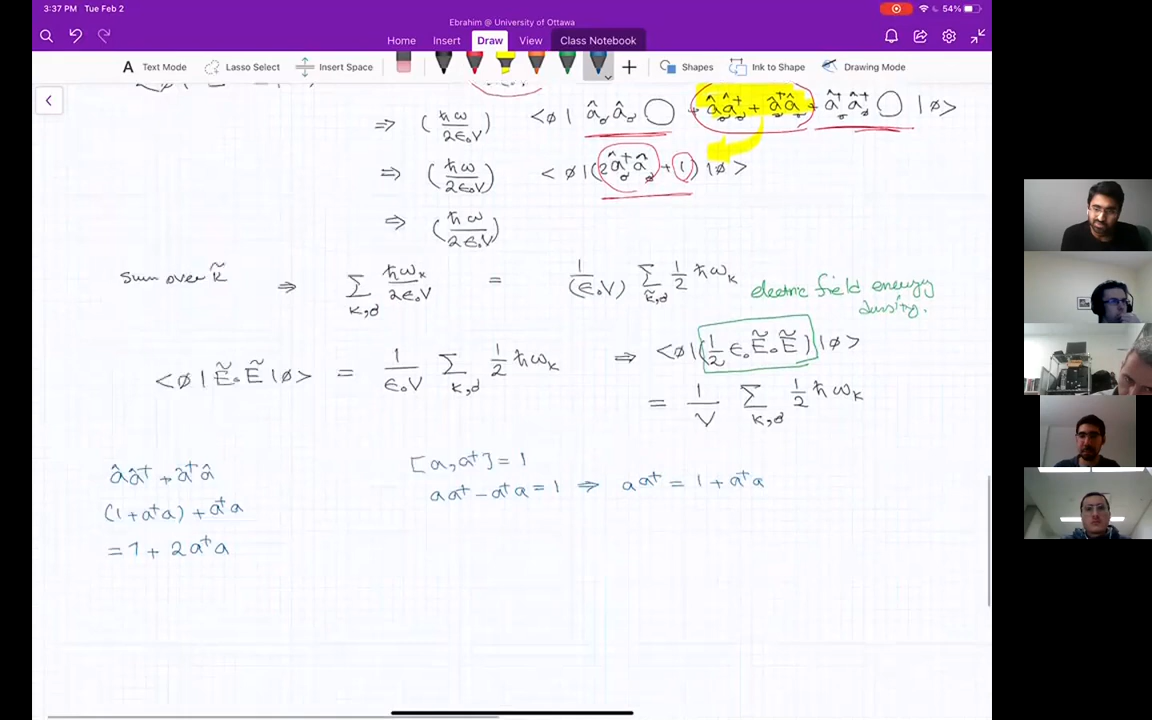 3:37 PM Tue Feb 2
54%
Ebrahim @ University of Ottawa
Home Insert Draw View Class Notebook
Text Mode Lasso Select Insert Space Shapes Ink to Shape Drawing Mode
⇒ (ħω/2ε₀V) <ø| â₀â₀ ◯ + â₀â₀† + â₀†â₀ + â₀†â₀† ◯ |ø>
⇒ (ħω/2ε₀V) <ø|(2â†â + 1)|ø>
⇒ (ħω/2ε₀V)
sum over k̃ ⇒ Σ_{k,σ} ħω_k/2ε₀V = 1/(ε₀V) Σ_{k̃,σ} 1/2 ħω_k
electric field energy density.
<ø| Ẽ∘Ẽ |ø> = 1/ε₀V Σ_{k,σ} 1/2 ħω_k ⇒ <ø|(1/2 ε₀ Ẽ∘Ẽ)|ø>
= 1/V Σ_{k,σ} 1/2 ħω_k
ââ† + â†â
(1+a†a) + a†a
= 1 + 2a†a
[a, a†] = 1
aa† - a†a = 1 ⇒ aa† = 1 + a†a